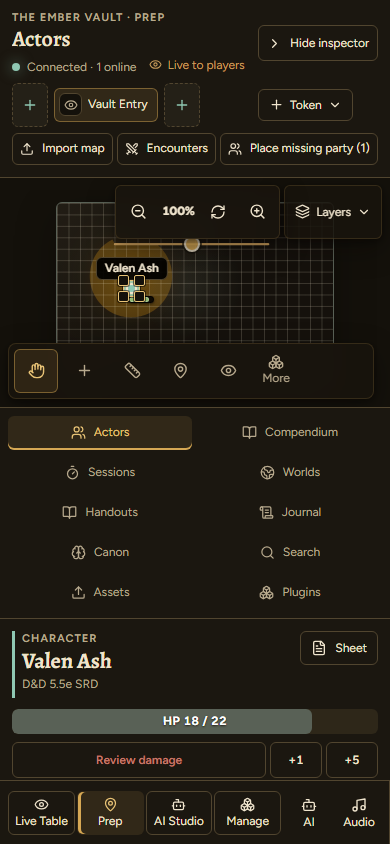 THE EMBER VAULT · PREP
Actors
Hide inspector
Connected · 1 online
Live to players
Vault Entry
Token
Import map
Encounters
Place missing party (1)
100%
Layers
Valen Ash
More
Actors
Compendium
Sessions
Worlds
Handouts
Journal
Canon
Search
Assets
Plugins
CHARACTER
Valen Ash
Sheet
D&D 5.5e SRD
HP 18 / 22
Review damage
+1
+5
Live Table
Prep
AI Studio
Manage
AI
Audio